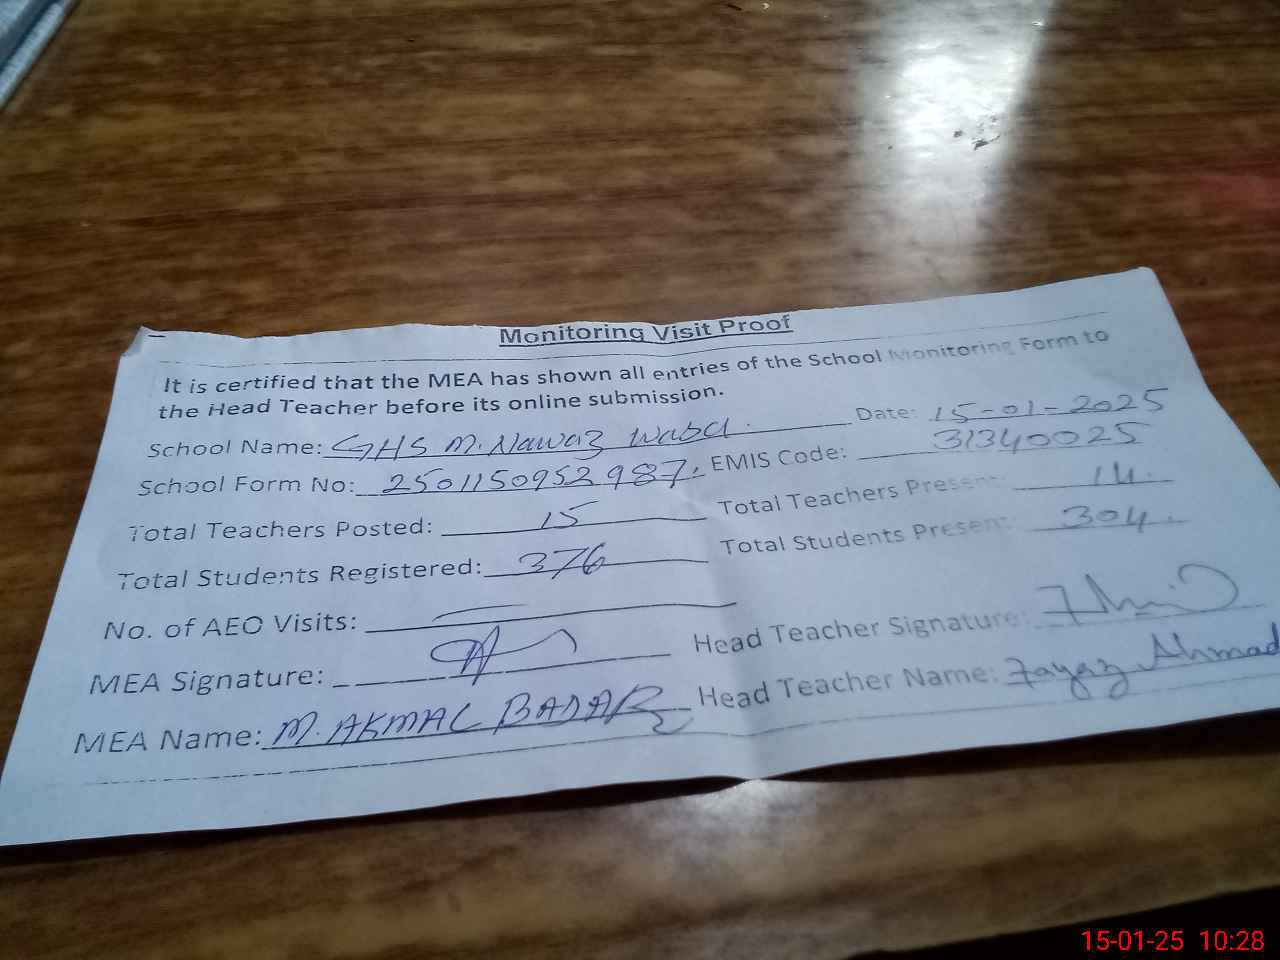 Monitoring Visit Proof
It is certified that the MEA has shown all entries of the School Monitoring Form to
the Head Teacher before its online submission.
School Name: GHS M. Nawaz Waba. Date: 15-01-2025
School Form No: 2501150952987. EMIS Code: 31340025
Total Teachers Posted: 15 Total Teachers Present: 14.
Total Students Registered: 376 Total Students Present: 304.
No. of AEO Visits: —
MEA Signature: Head Teacher Signature:
MEA Name: M. AKMAL BADAR Head Teacher Name: Fayaz Ahmad
15-01-25 10:28